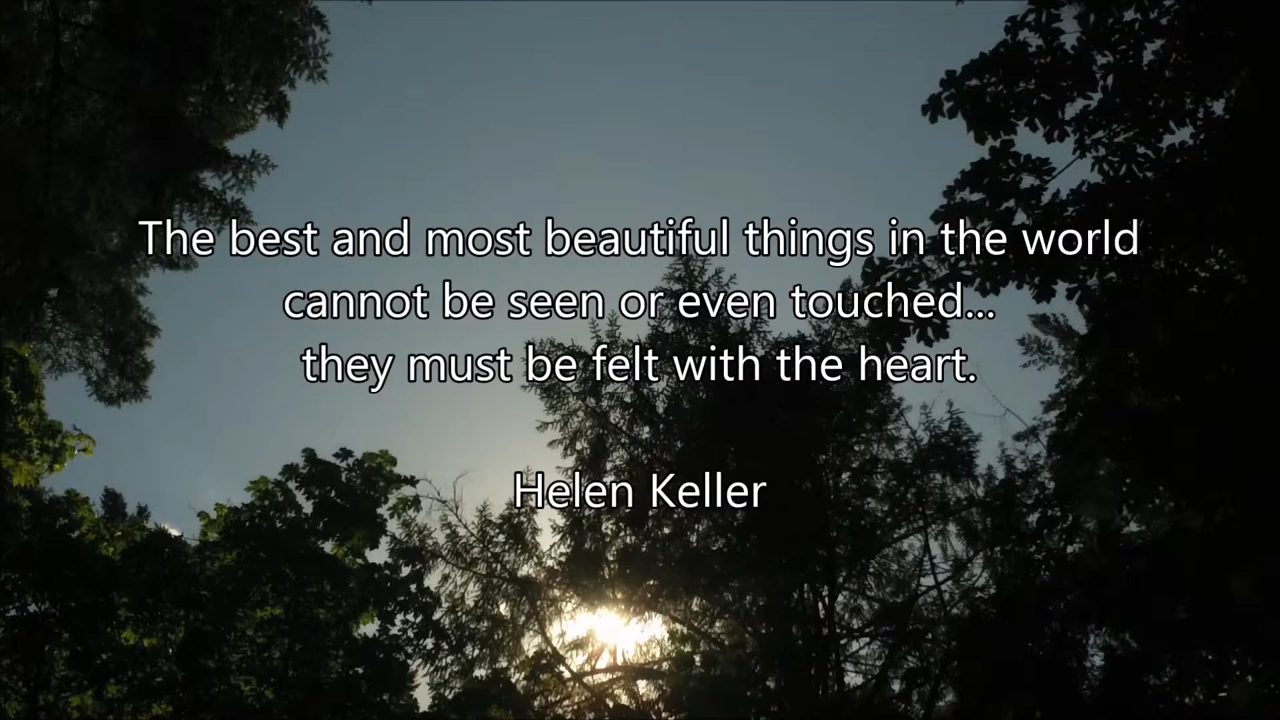 The best and most beautiful things in the world
cannot be seen or even touched...
they must be felt with the heart.
Helen Keller